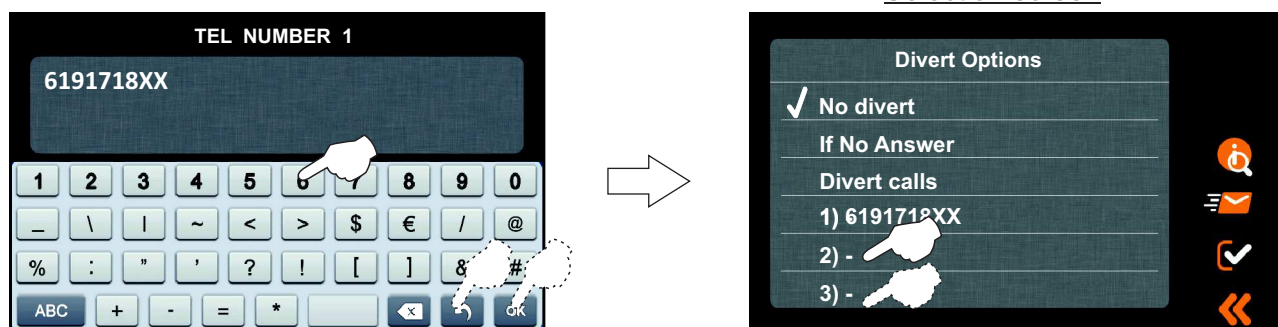 TEL NUMBER 1
6191718XX
1 2 3 4 5 6 7 8 9 0
_ \ | ~ < > $ € / @
% : " ' ? ! [ ] & #
ABC + - = * x OK
Divert Options
No divert
If No Answer
Divert calls
1) 6191718XX
2) -
3) -